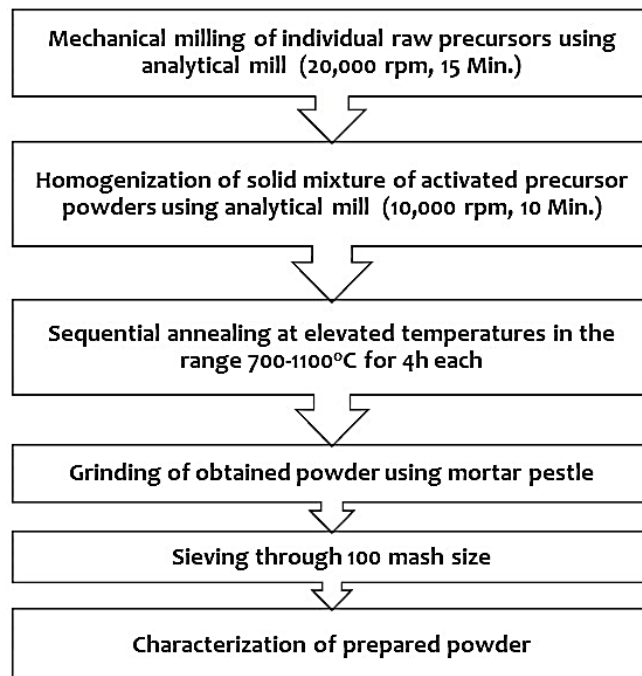 Mechanical milling of individual raw precursors using
analytical mill (20,000 rpm, 15 Min.)
Homogenization of solid mixture of activated precursor
powders using analytical mill (10,000 rpm, 10 Min.)
Sequential annealing at elevated temperatures in the
range 700-1100°C for 4h each
Grinding of obtained powder using mortar pestle
Sieving through 100 mash size
Characterization of prepared powder